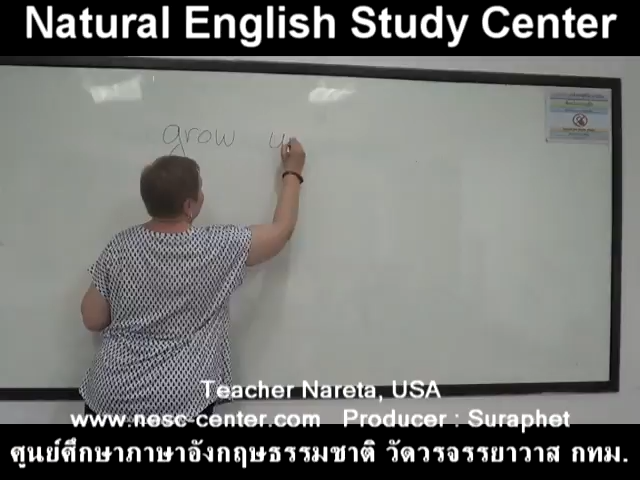 Natural English Study Center
grow u
Teacher Nareta, USA
www.nesc-center.com Producer : Suraphet
ศูนย์ศึกษาภาษาอังกฤษธรรมชาติ วัดวรจรรยาวาส กทม.